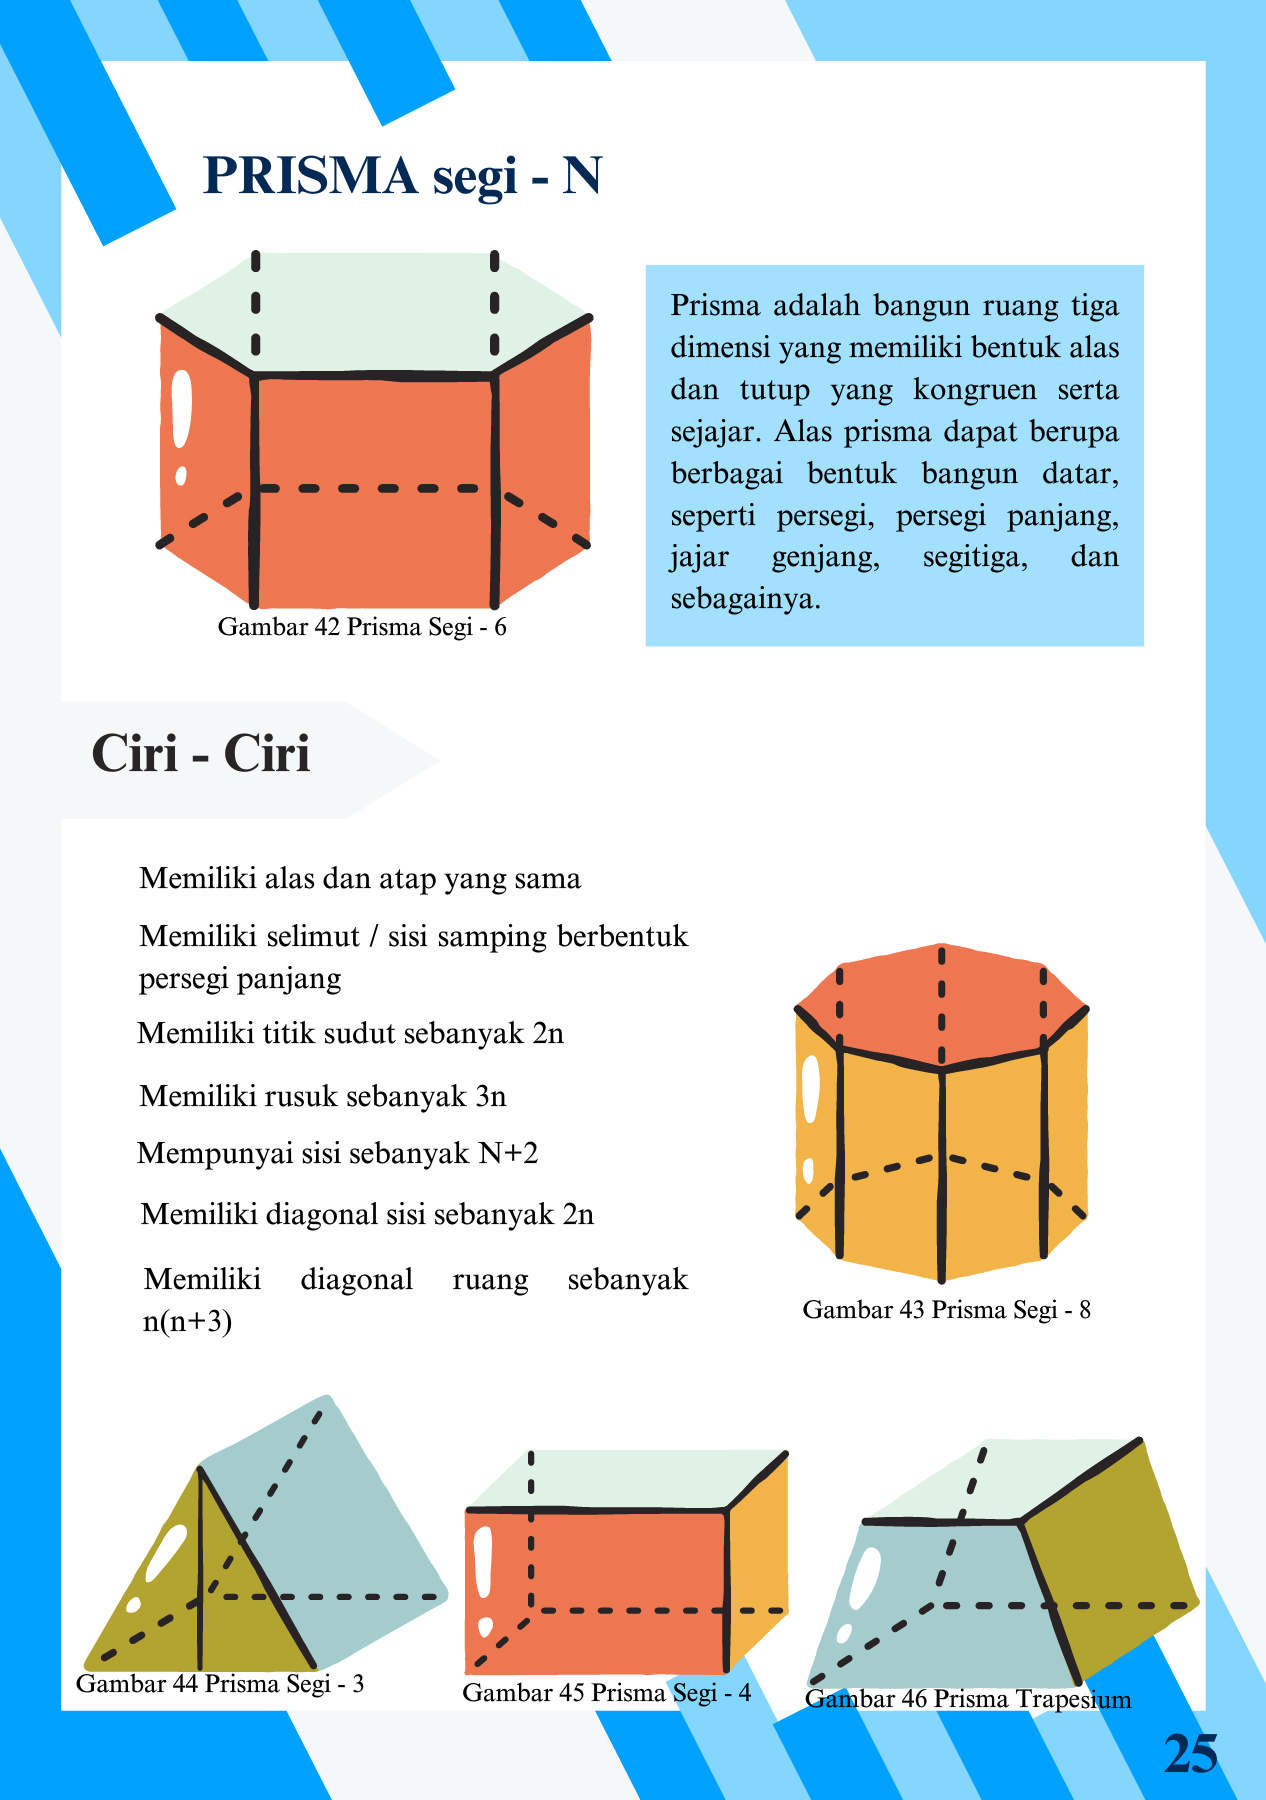 PRISMA segi - N
Prisma adalah bangun ruang tiga
dimensi yang memiliki bentuk alas
dan tutup yang kongruen serta
sejajar. Alas prisma dapat berupa
berbagai bentuk bangun datar,
seperti persegi, persegi panjang,
jajar genjang, segitiga, dan
sebagainya.
Gambar 42 Prisma Segi - 6
Ciri - Ciri
Memiliki alas dan atap yang sama
Memiliki selimut / sisi samping berbentuk
persegi panjang
Memiliki titik sudut sebanyak 2n
Memiliki rusuk sebanyak 3n
Mempunyai sisi sebanyak N+2
Memiliki diagonal sisi sebanyak 2n
Memiliki diagonal ruang sebanyak
n(n+3)
Gambar 43 Prisma Segi - 8
Gambar 44 Prisma Segi - 3
Gambar 45 Prisma Segi - 4
Gambar 46 Prisma Trapesium
25